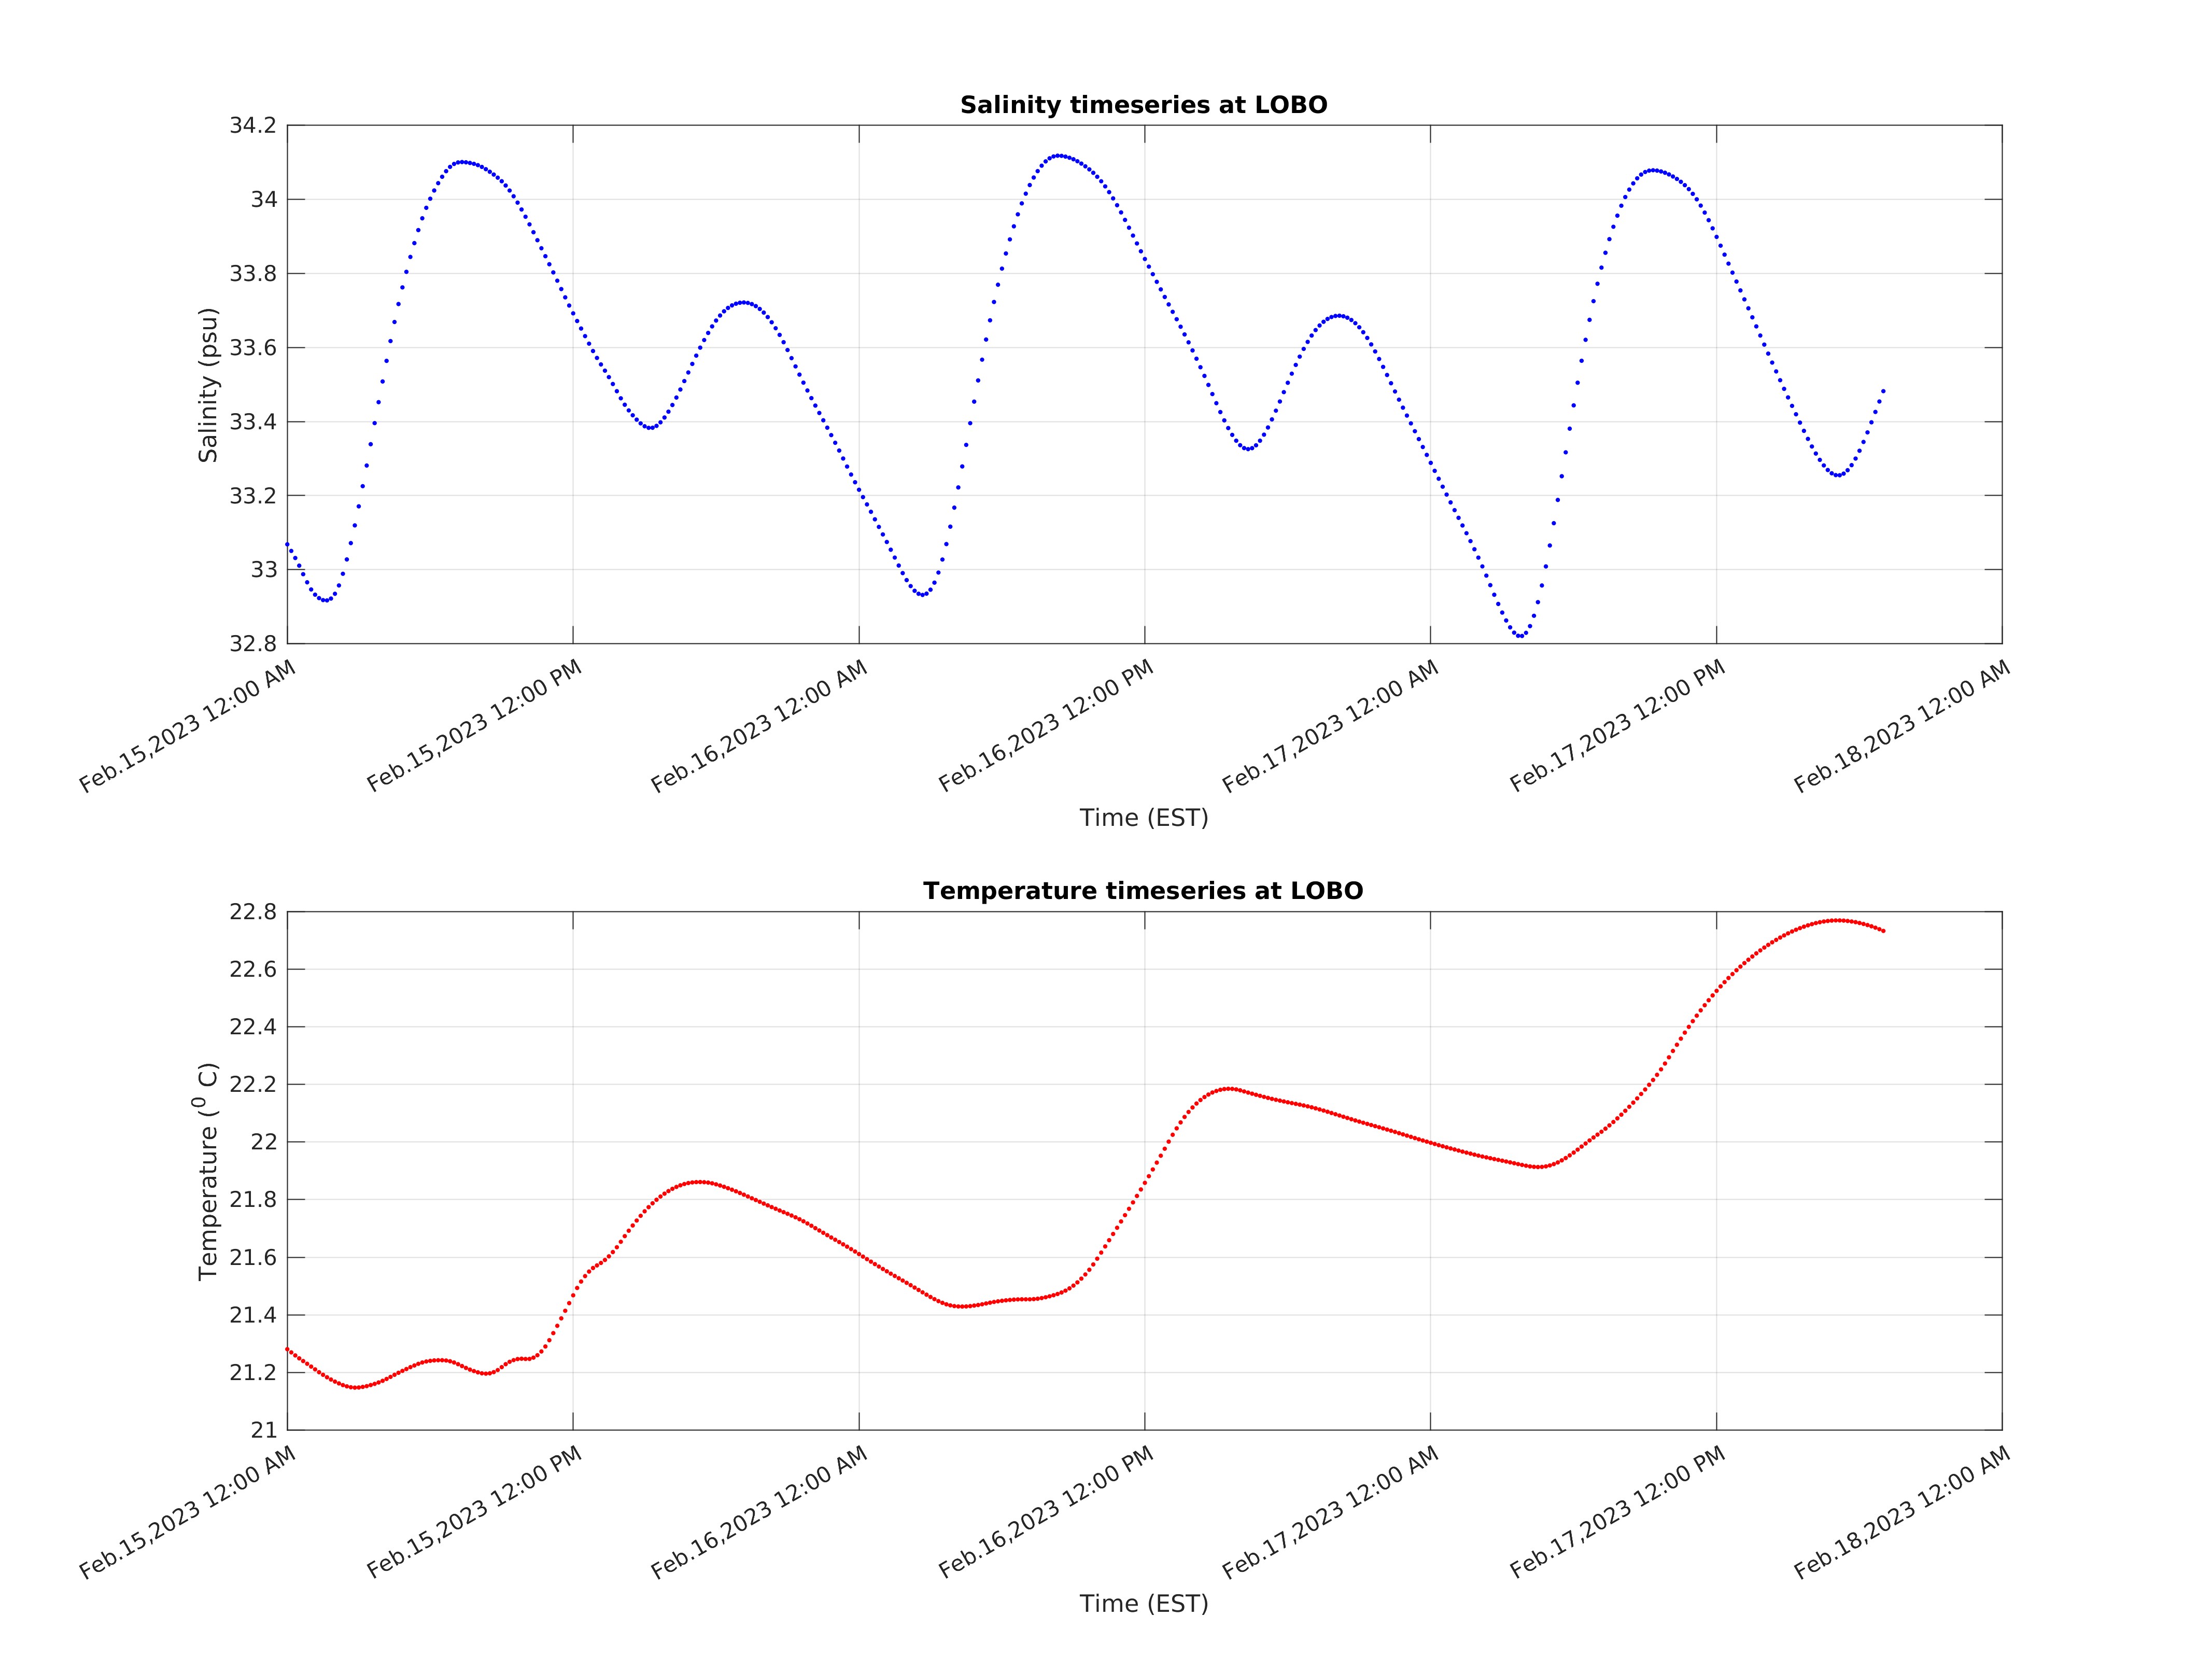 Salinity timeseries at LOBO
34.2
34
33.8
33.6
33.4
33.2
33
32.8
Salinity (psu)
Feb.15,2023 12:00 AM
Feb.15,2023 12:00 PM
Feb.16,2023 12:00 AM
Feb.16,2023 12:00 PM
Feb.17,2023 12:00 AM
Feb.17,2023 12:00 PM
Feb.18,2023 12:00 AM
Time (EST)
Temperature timeseries at LOBO
22.8
22.6
22.4
22.2
22
21.8
21.6
21.4
21.2
21
Temperature (⁰ C)
Feb.15,2023 12:00 AM
Feb.15,2023 12:00 PM
Feb.16,2023 12:00 AM
Feb.16,2023 12:00 PM
Feb.17,2023 12:00 AM
Feb.17,2023 12:00 PM
Feb.18,2023 12:00 AM
Time (EST)